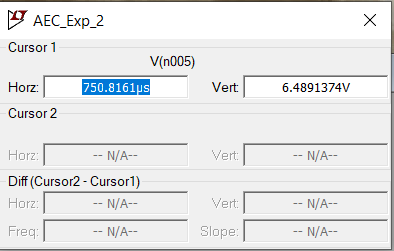 AEC_Exp_2
Cursor 1
V(n005)
Horz: 750.8161µs Vert: 6.4891374V
Cursor 2
Horz: -- N/A-- Vert: -- N/A--
Diff (Cursor2 - Cursor1)
Horz: -- N/A-- Vert: -- N/A--
Freq: -- N/A-- Slope: -- N/A--